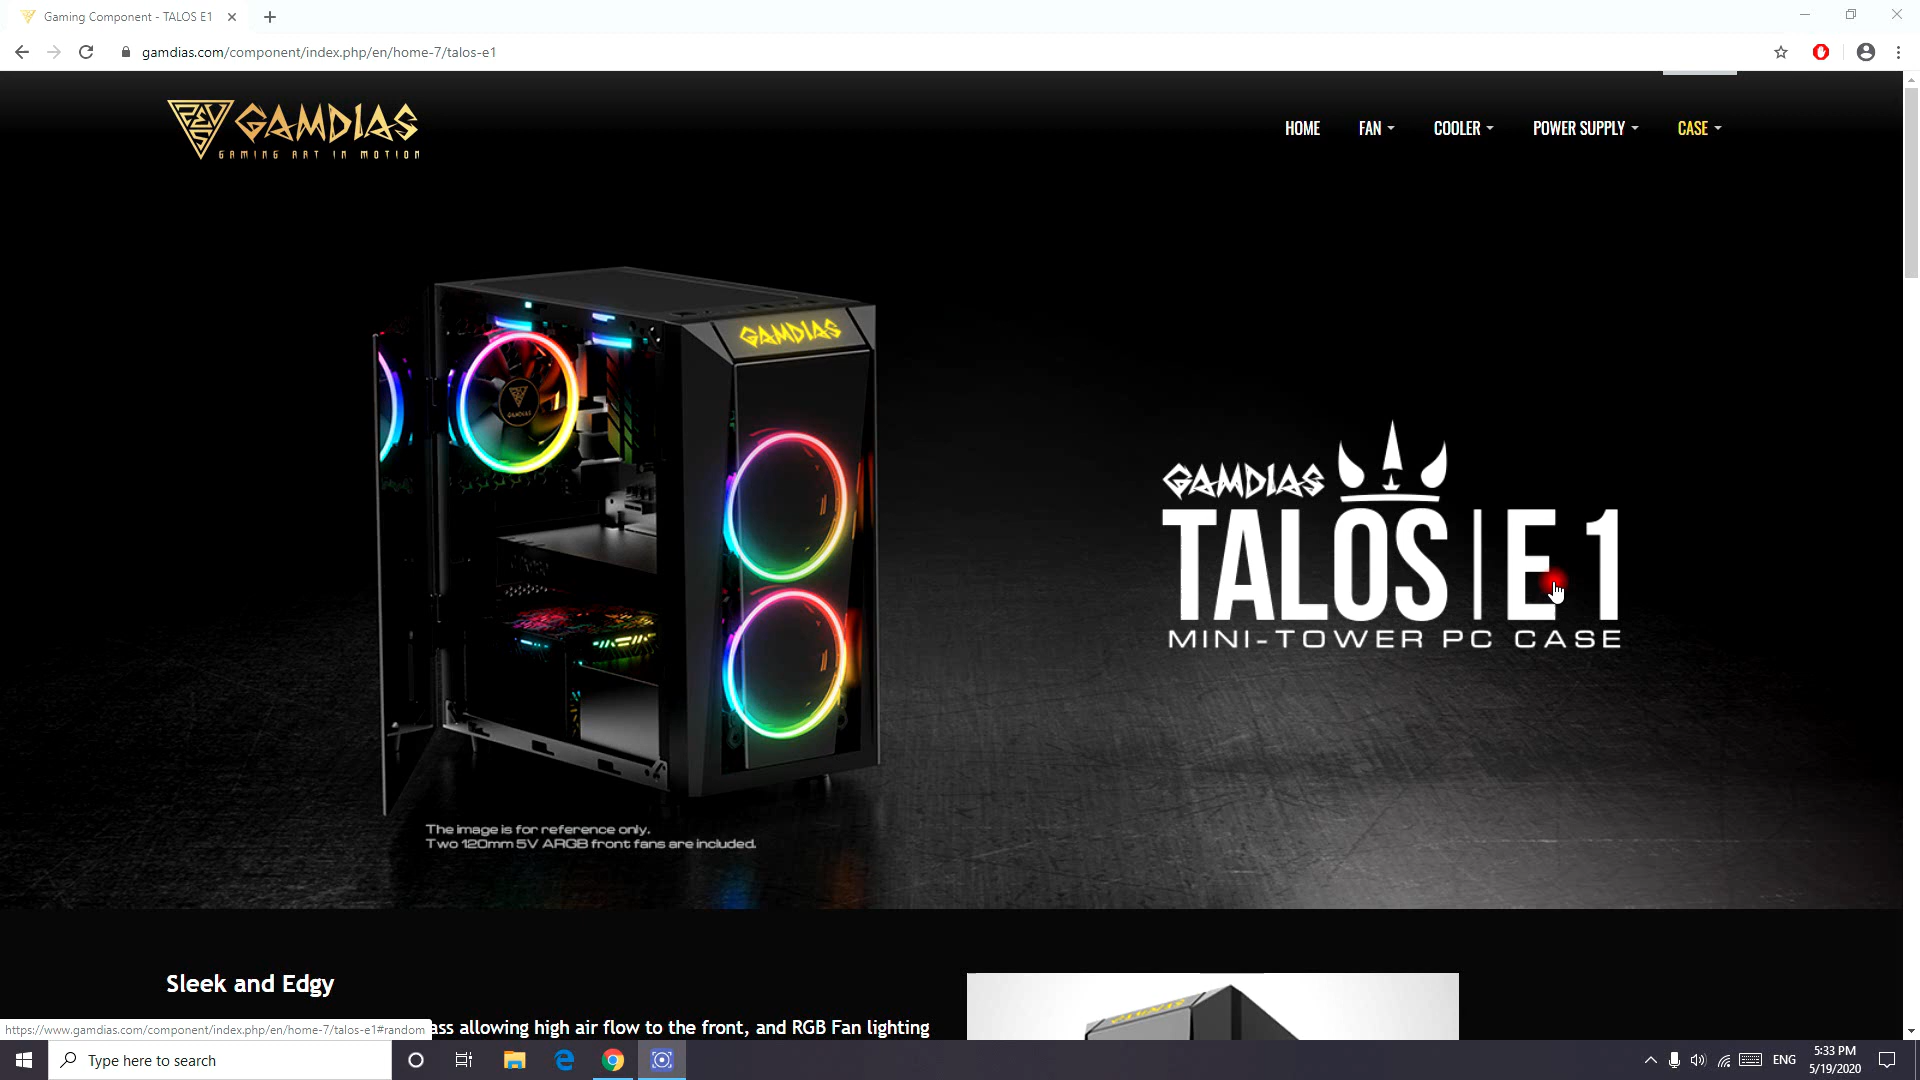 Gaming Component - TALOS E1
gamdias.com/component/index.php/en/home-7/talos-e1
GAMDIAS
GAMING ART IN MOTION
HOME FAN COOLER POWER SUPPLY CASE
GAMDIAS
GAMDIAS
GAMDIAS
TALOS E1
MINI-TOWER PC CASE
The image is for reference only.
Two 120mm 5V ARGB front fans are included.
Sleek and Edgy
ass allowing high air flow to the front, and RGB Fan lighting
GAMDIAS
https://www.gamdias.com/component/index.php/en/home-7/talos-e1#random
Type here to search
ENG
5:33 PM
5/19/2020